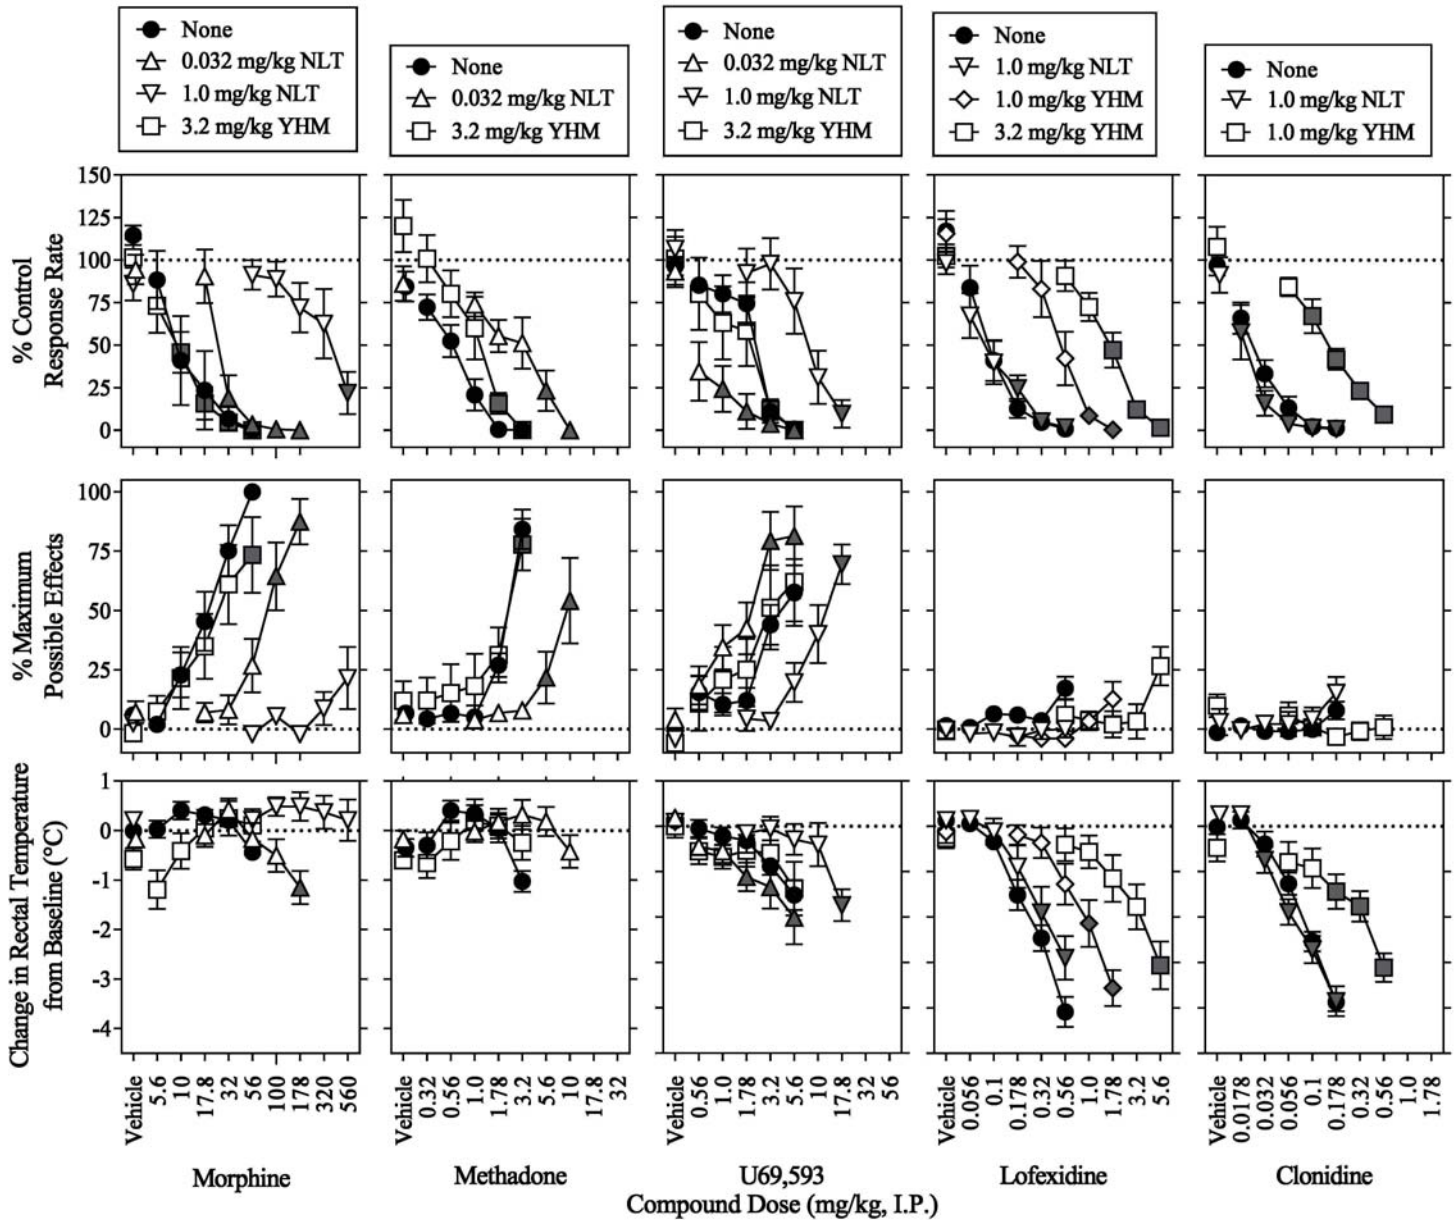 None
0.032 mg/kg NLT
1.0 mg/kg NLT
3.2 mg/kg YHM
None
0.032 mg/kg NLT
3.2 mg/kg YHM
None
0.032 mg/kg NLT
1.0 mg/kg NLT
3.2 mg/kg YHM
None
1.0 mg/kg NLT
1.0 mg/kg YHM
3.2 mg/kg YHM
None
1.0 mg/kg NLT
1.0 mg/kg YHM
% Control
Response Rate
150
125
100
75
50
25
0
% Maximum
Possible Effects
100
75
50
25
0
Change in Rectal Temperature
from Baseline (°C)
1
0
-1
-2
-3
-4
Vehicle
5.6
10
17.8
32
56
100
178
320
560
Vehicle
0.32
0.56
1.0
1.78
3.2
5.6
10
17.8
32
Vehicle
0.56
1.0
1.78
3.2
5.6
10
17.8
32
56
Vehicle
0.056
0.1
0.178
0.32
0.56
1.0
1.78
3.2
5.6
Vehicle
0.0178
0.032
0.056
0.1
0.178
0.32
0.56
1.0
1.78
Morphine
Methadone
U69,593
Lofexidine
Clonidine
Compound Dose (mg/kg, I.P.)